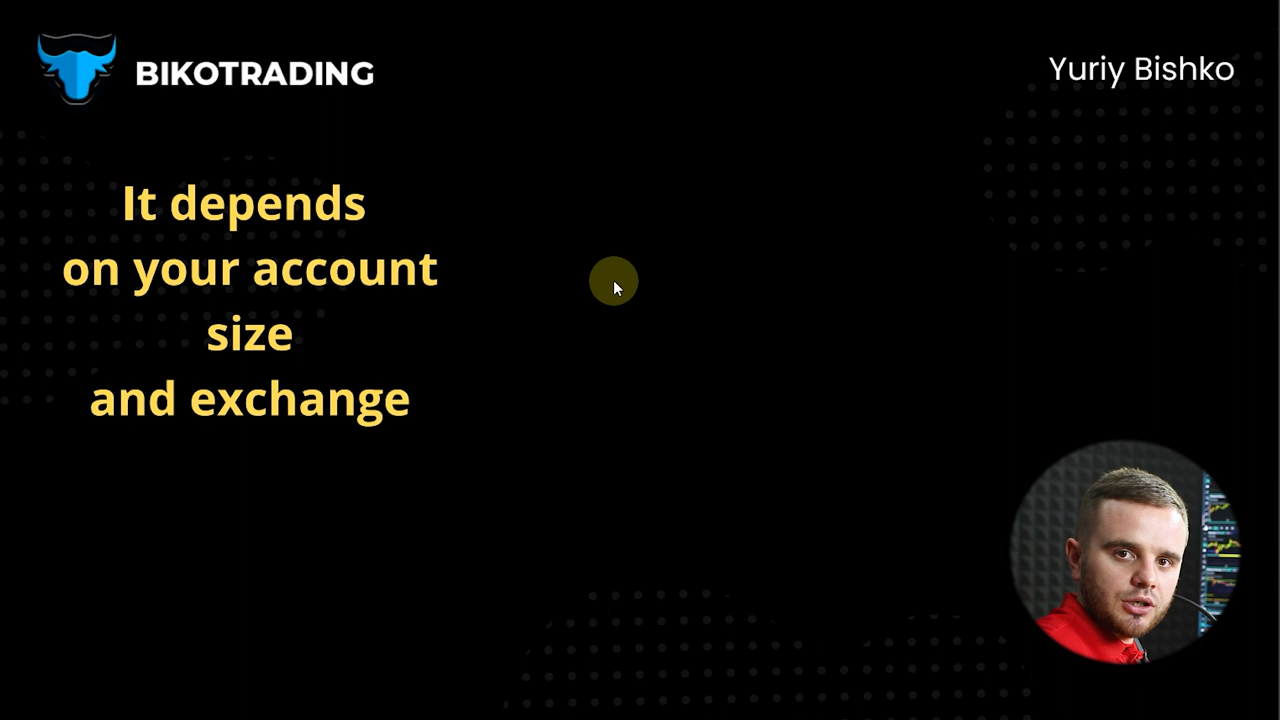 BIKOTRADING
Yuriy Bishko
It depends
on your account
size
and exchange